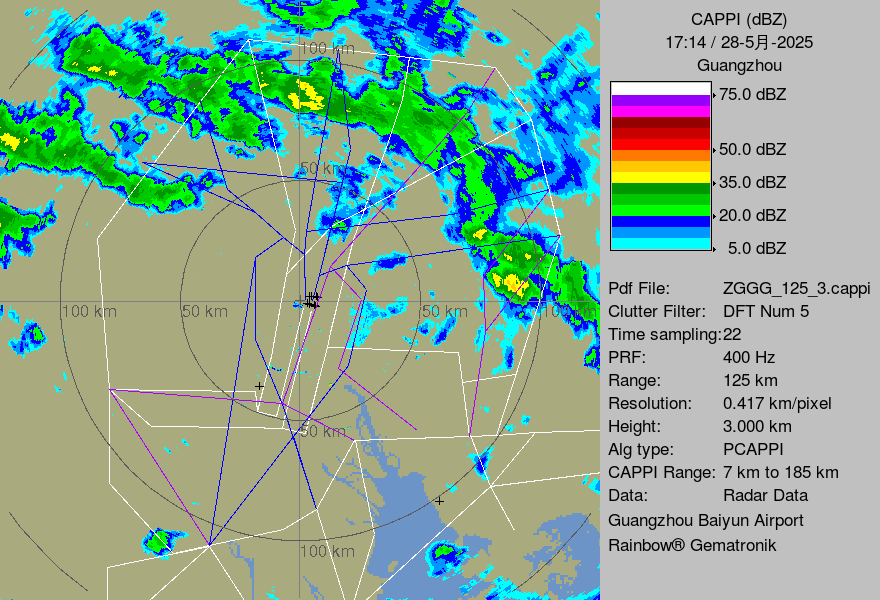 CAPPI (dBZ)
17:14 / 28-5月-2025
Guangzhou
75.0 dBZ
50.0 dBZ
35.0 dBZ
20.0 dBZ
5.0 dBZ
Pdf File: ZGGG_125_3.cappi
Clutter Filter: DFT Num 5
Time sampling:22
PRF: 400 Hz
Range: 125 km
Resolution: 0.417 km/pixel
Height: 3.000 km
Alg type: PCAPPI
CAPPI Range: 7 km to 185 km
Data: Radar Data
Guangzhou Baiyun Airport
Rainbow® Gematronik
100 km
50 km
100 km
50 km
50 km
100 km
50 km
100 km